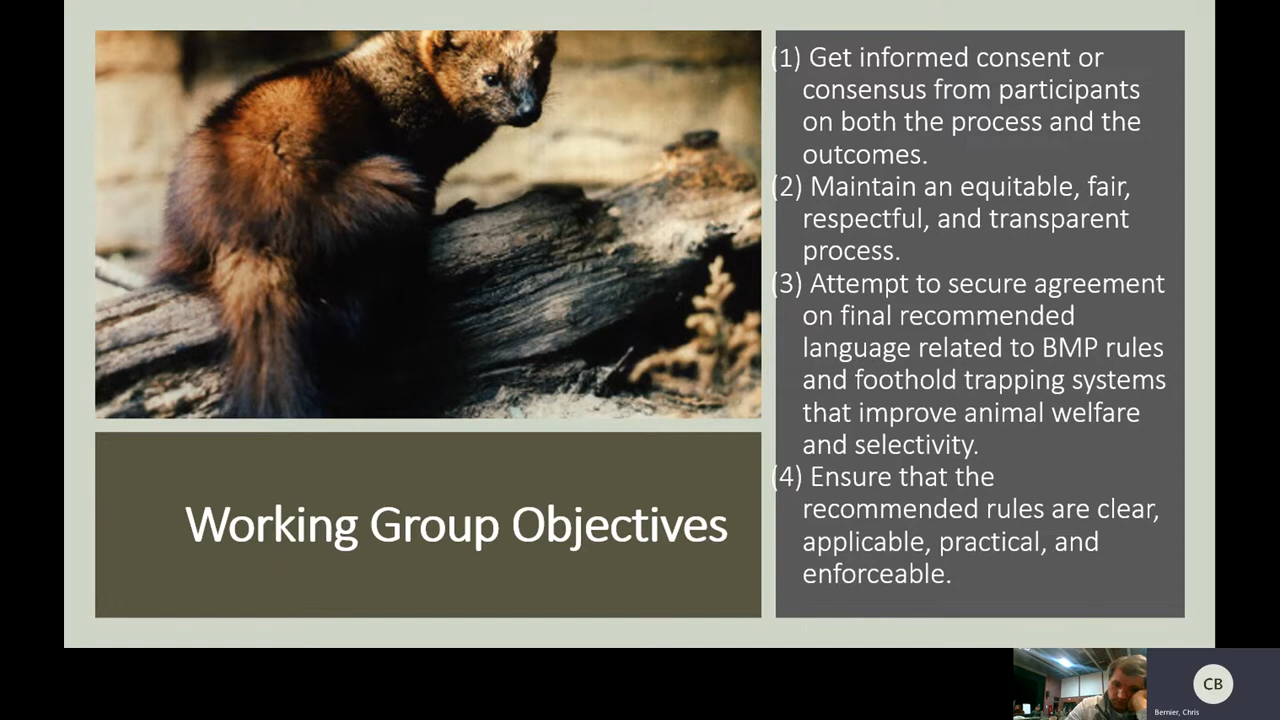 (1) Get informed consent or
consensus from participants
on both the process and the
outcomes.
(2) Maintain an equitable, fair,
respectful, and transparent
process.
(3) Attempt to secure agreement
on final recommended
language related to BMP rules
and foothold trapping systems
that improve animal welfare
and selectivity.
(4) Ensure that the
recommended rules are clear,
applicable, practical, and
enforceable.
Working Group Objectives
CB
Bernier, Chris